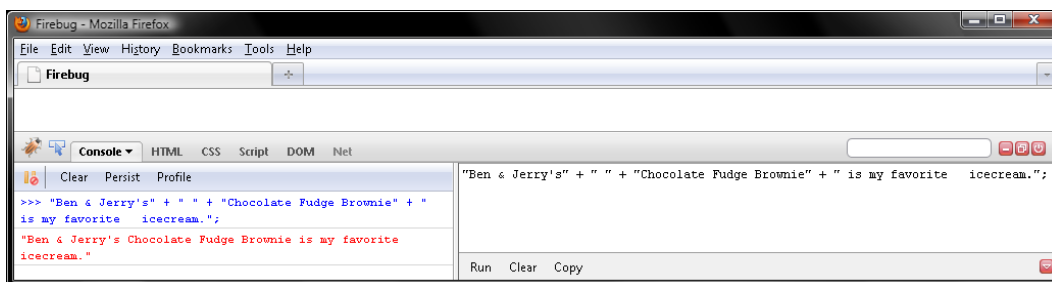 Firebug - Mozilla Firefox
File Edit View History Bookmarks Tools Help
Firebug
Console HTML CSS Script DOM Net
Clear Persist Profile
>>> "Ben & Jerry's" + " " + "Chocolate Fudge Brownie" + "
is my favorite   icecream.";
"Ben & Jerry's Chocolate Fudge Brownie is my favorite
icecream."
"Ben & Jerry's" + " " + "Chocolate Fudge Brownie" + " is my favorite   icecream.";
Run Clear Copy